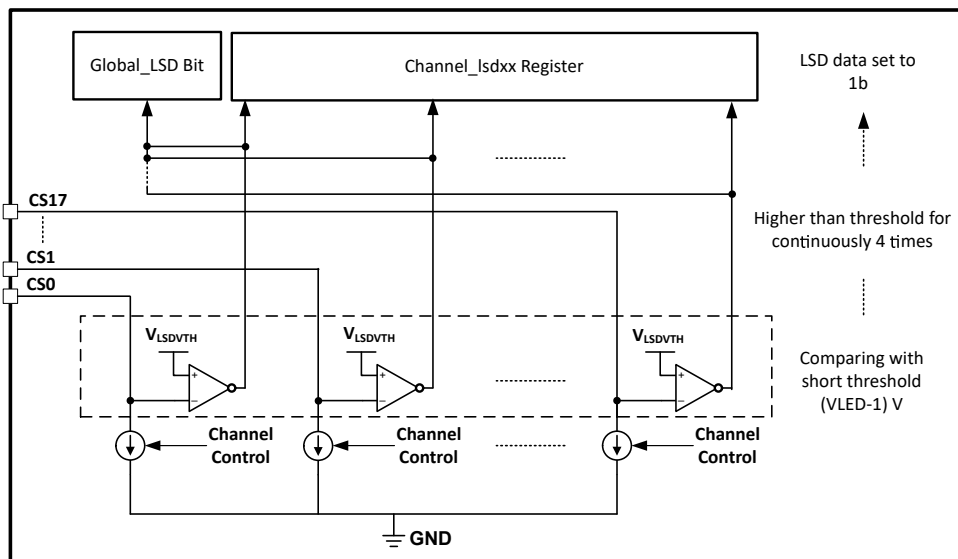 Global_LSD Bit
Channel_lsdxx Register
LSD data set to
1b
CS17
Higher than threshold for
continuously 4 times
CS1
CS0
VLSDVTH
VLSDVTH
VLSDVTH
+
−
+
−
+
−
Comparing with
short threshold
(VLED-1) V
Channel
Control
Channel
Control
Channel
Control
GND